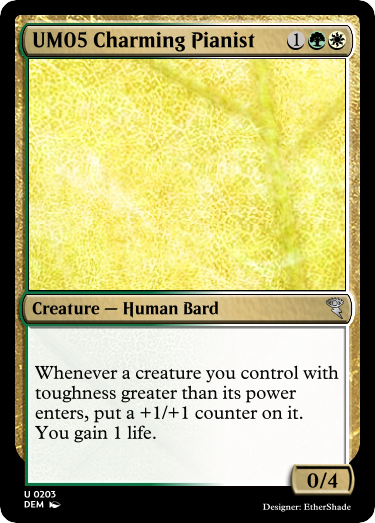 UM05 Charming Pianist 1
Creature — Human Bard
Whenever a creature you control with
toughness greater than its power
enters, put a +1/+1 counter on it.
You gain 1 life.
0/4
U 0203
DEM
Designer: EtherShade